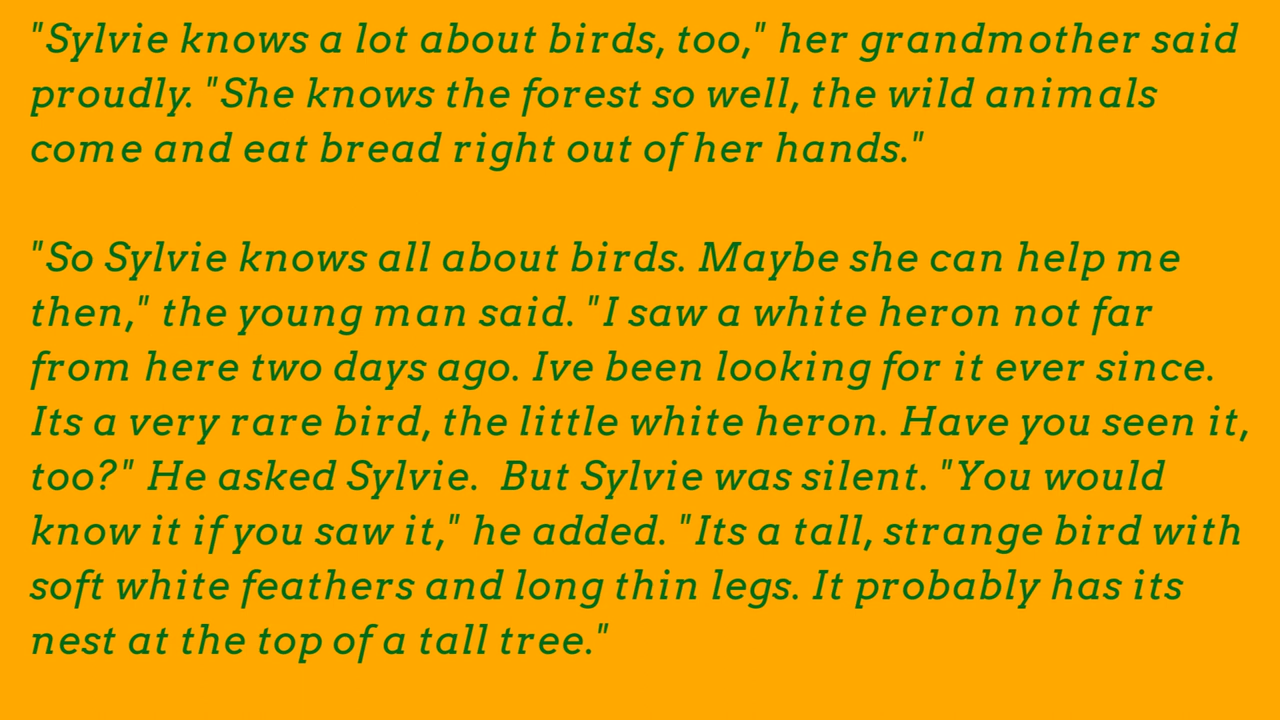 "Sylvie knows a lot about birds, too," her grandmother said
proudly. "She knows the forest so well, the wild animals
come and eat bread right out of her hands."
"So Sylvie knows all about birds. Maybe she can help me
then," the young man said. "I saw a white heron not far
from here two days ago. Ive been looking for it ever since.
Its a very rare bird, the little white heron. Have you seen it,
too?" He asked Sylvie.  But Sylvie was silent. "You would
know it if you saw it," he added. "Its a tall, strange bird with
soft white feathers and long thin legs. It probably has its
nest at the top of a tall tree."